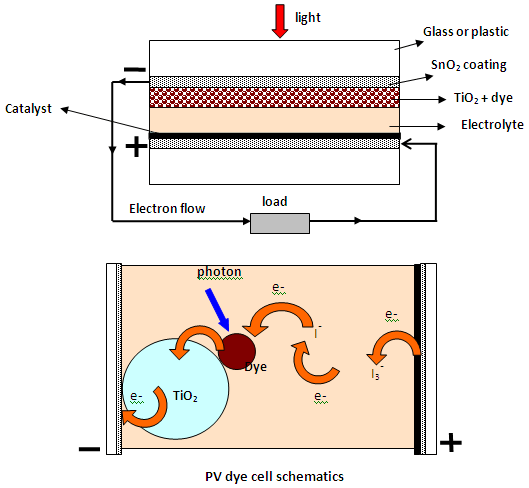 light
Glass or plastic
SnO₂ coating
TiO₂ + dye
Catalyst
Electrolyte
−
+
Electron flow
load
photon
e-
e-
I-
Dye
I₃-
e-
TiO₂
e-
−
+
PV dye cell schematics